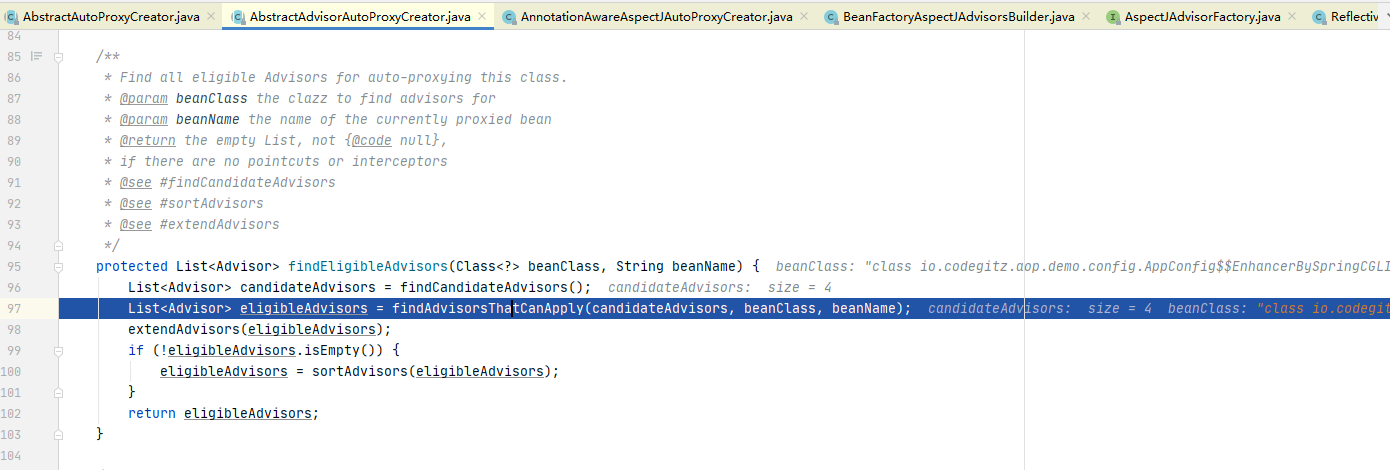 AbstractAutoProxyCreator.java AbstractAdvisorAutoProxyCreator.java AnnotationAwareAspectJAutoProxyCreator.java BeanFactoryAspectJAdvisorsBuilder.java AspectJAdvisorFactory.java Reflectiv
84
85 /**
86 * Find all eligible Advisors for auto-proxying this class.
87 * @param beanClass the clazz to find advisors for
88 * @param beanName the name of the currently proxied bean
89 * @return the empty List, not {@code null},
90 * if there are no pointcuts or interceptors
91 * @see #findCandidateAdvisors
92 * @see #sortAdvisors
93 * @see #extendAdvisors
94 */
95 protected List<Advisor> findEligibleAdvisors(Class<?> beanClass, String beanName) { beanClass: "class io.codegitz.aop.demo.config.AppConfig$$EnhancerBySpringCGLI
96 List<Advisor> candidateAdvisors = findCandidateAdvisors(); candidateAdvisors: size = 4
97 List<Advisor> eligibleAdvisors = findAdvisorsThatCanApply(candidateAdvisors, beanClass, beanName); candidateAdvisors: size = 4 beanClass: "class io.codegit
98 extendAdvisors(eligibleAdvisors);
99 if (!eligibleAdvisors.isEmpty()) {
100 eligibleAdvisors = sortAdvisors(eligibleAdvisors);
101 }
102 return eligibleAdvisors;
103 }
104